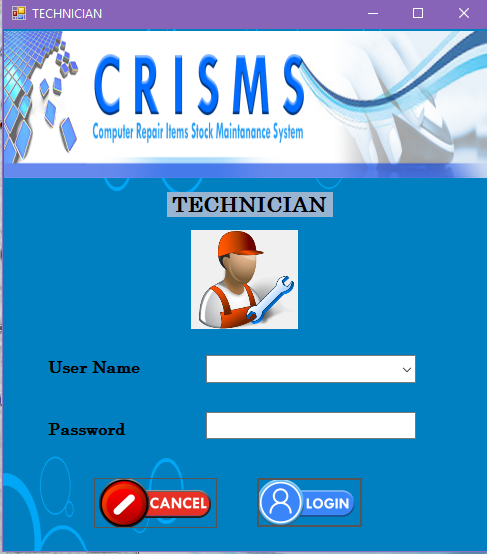 TECHNICIAN
CRISMS
Computer Repair Items Stock Maintanance System
TECHNICIAN
User Name
Password
CANCEL
LOGIN